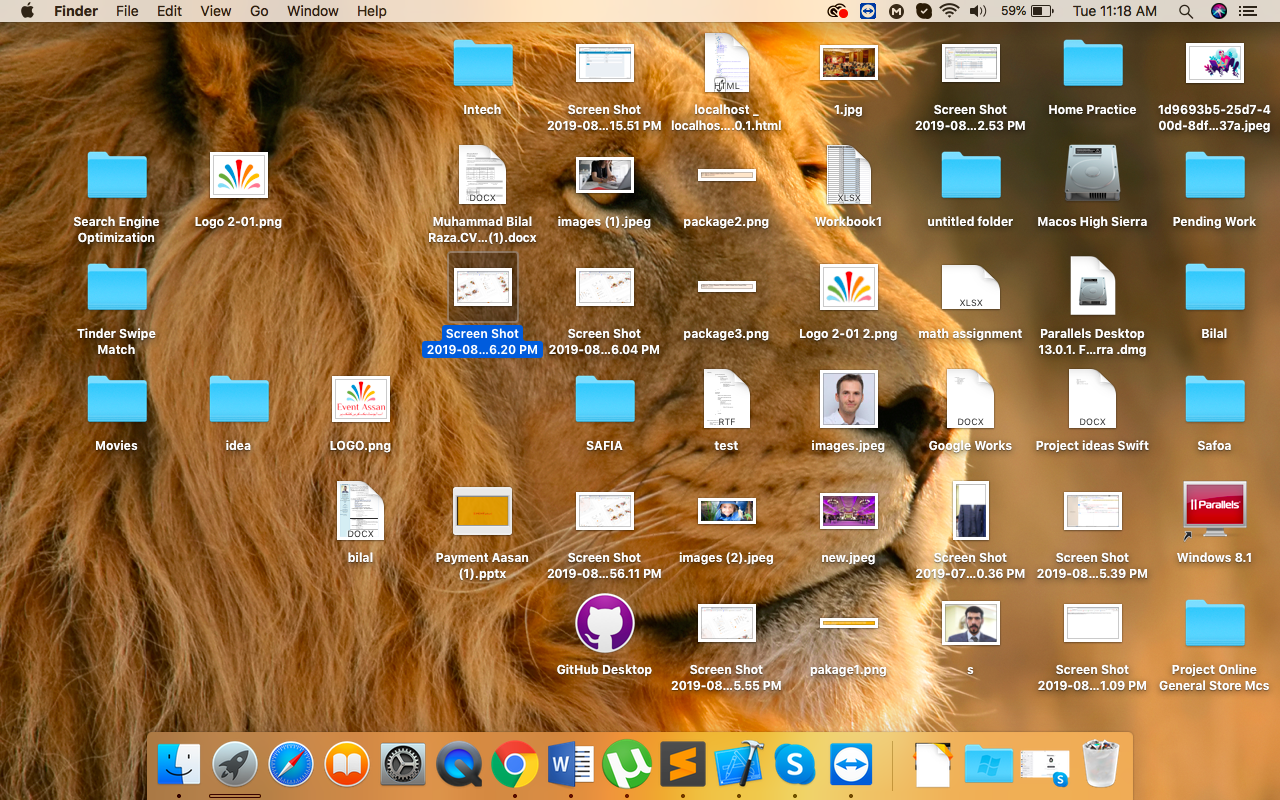 Finder File Edit View Go Window Help 59% Tue 11:18 AM
Intech
Screen Shot
2019-08...15.51 PM
HTML
localhost _
localhos....0.1.html
1.jpg
Screen Shot
2019-08...2.53 PM
Home Practice
1d9693b5-25d7-4
00d-8df...37a.jpeg
Search Engine
Optimization
Logo 2-01.png
DOCX
Muhammad Bilal
Raza.CV...(1).docx
images (1).jpeg
package2.png
XLSX
Workbook1
untitled folder
Macos High Sierra
Pending Work
Tinder Swipe
Match
Screen Shot
2019-08...6.20 PM
Screen Shot
2019-08...6.04 PM
package3.png
Logo 2-01 2.png
XLSX
math assignment
Parallels Desktop
13.0.1. F...rra .dmg
Bilal
Movies
idea
Event Assan
LOGO.png
SAFIA
RTF
test
images.jpeg
DOCX
Google Works
DOCX
Project ideas Swift
Safoa
DOCX
bilal
Payment Aasan
(1).pptx
Screen Shot
2019-08...56.11 PM
images (2).jpeg
new.jpeg
Screen Shot
2019-07...0.36 PM
Screen Shot
2019-08...5.39 PM
Parallels
Windows 8.1
GitHub Desktop
Screen Shot
2019-08...5.55 PM
pakage1.png
s
Screen Shot
2019-08...1.09 PM
Project Online
General Store Mcs